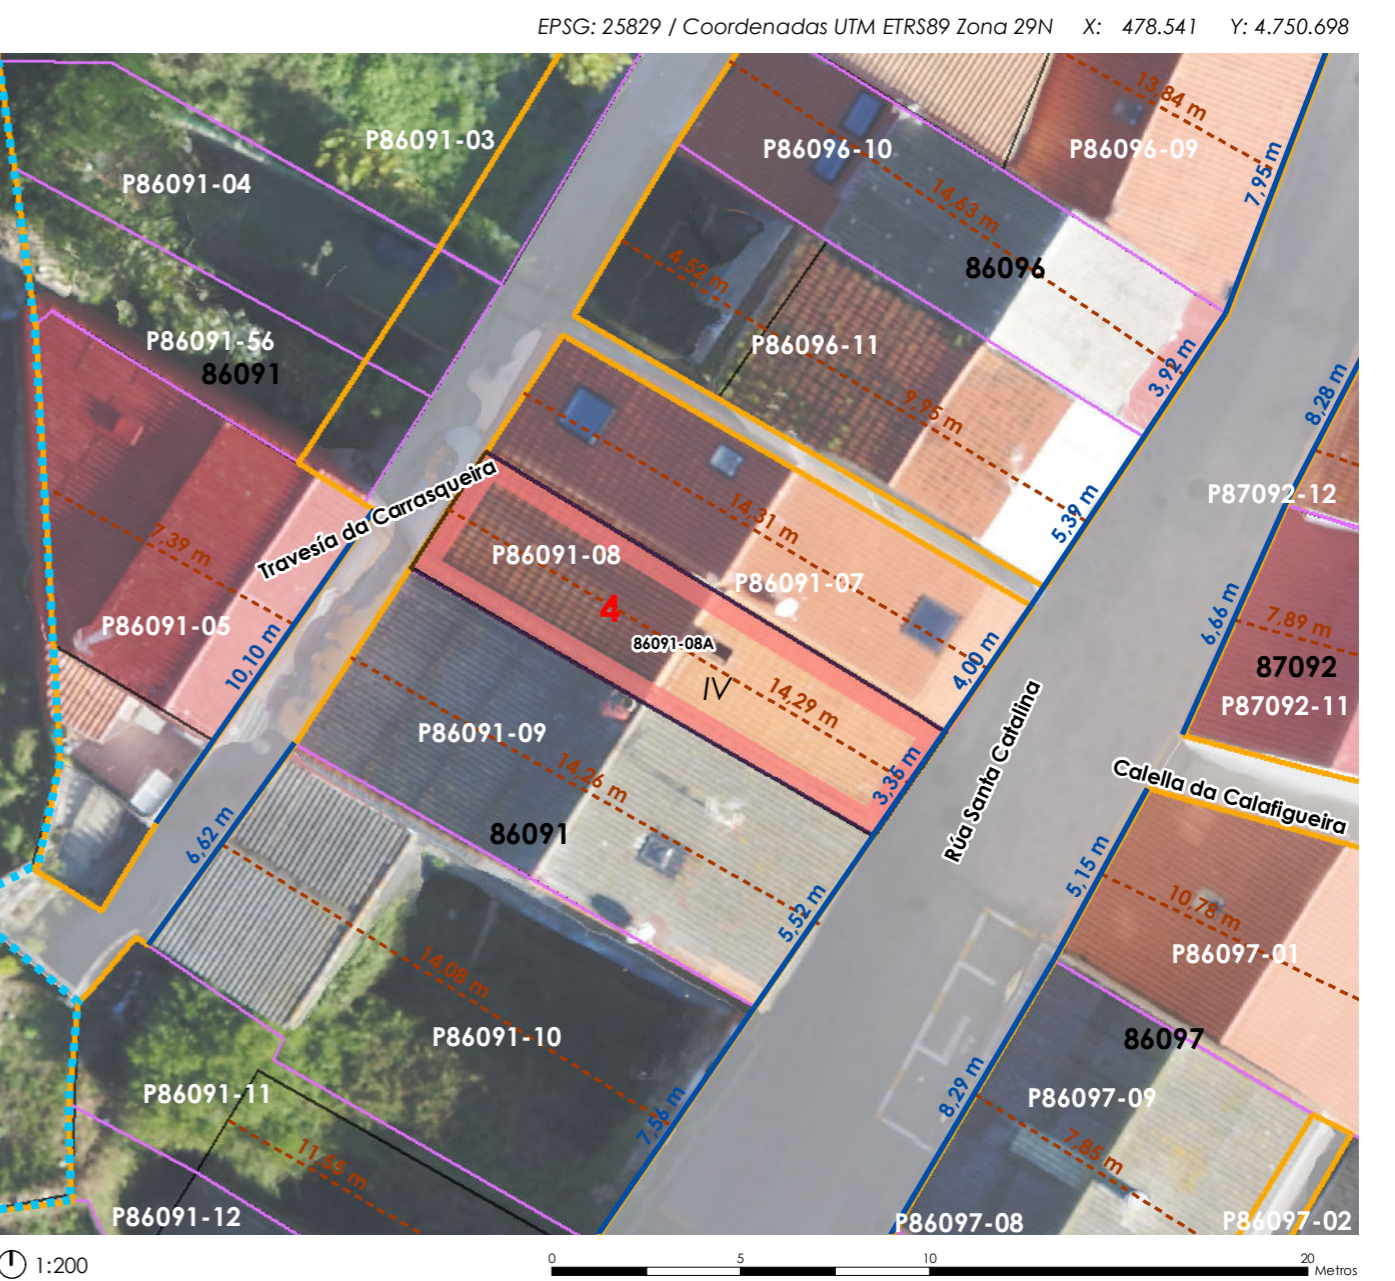 EPSG: 25829 / Coordenadas UTM ETRS89 Zona 29N X: 478.541 Y: 4.750.698
13,84 m
P86091-03
P86096-10
P86096-09
P86091-04
7,95 m
14,63 m
86096
4,52 m
P86091-56
P86096-11
86091
3,92 m
8,28 m
9,95 m
Travesía da Carrasqueira
P87092-12
14,31 m
5,39 m
7,39 m
P86091-08
P86091-07
4
6,66 m
7,89 m
P86091-05
86091-08A
10,10 m
4,00 m
87092
IV
14,29 m
P87092-11
P86091-09
Rúa Santa Catalina
3,35 m
14,26 m
Calella da Calafigueira
86091
6,62 m
5,15 m
5,52 m
10,78 m
P86097-01
14,08 m
P86091-10
86097
P86091-11
8,29 m
P86097-09
7,56 m
11,55 m
7,85 m
P86091-12
P86097-08
P86097-02
1:200
0 5 10 20
Metros